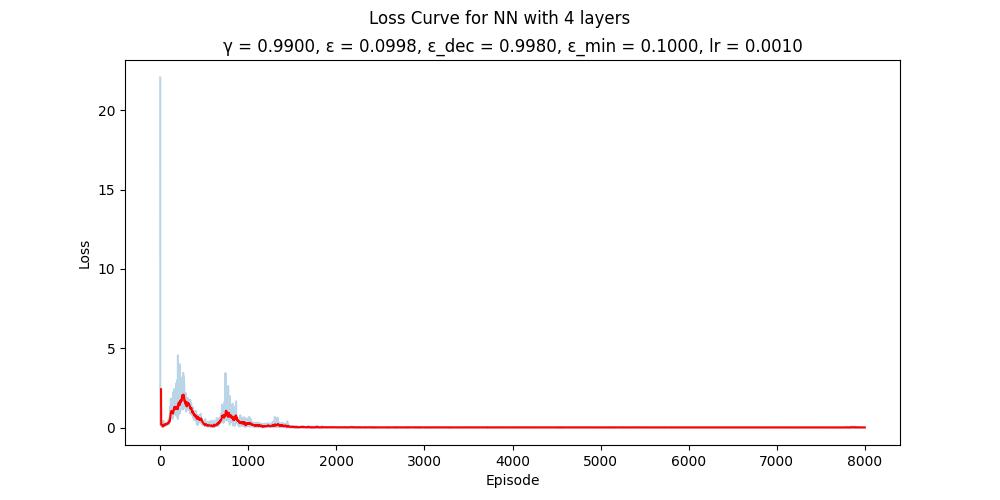 Loss Curve for NN with 4 layers
γ = 0.9900, ε = 0.0998, ε_dec = 0.9980, ε_min = 0.1000, lr = 0.0010
20
15
10
5
0
Loss
0 1000 2000 3000 4000 5000 6000 7000 8000
Episode